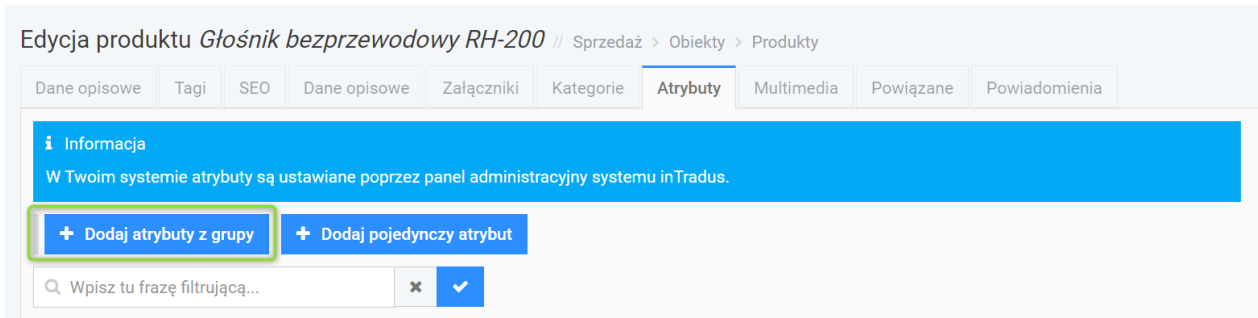 Edycja produktu Głośnik bezprzewodowy RH-200 // Sprzedaż > Obiekty > Produkty
Dane opisowe Tagi SEO Dane opisowe Załączniki Kategorie Atrybuty Multimedia Powiązane Powiadomienia
i Informacja
W Twoim systemie atrybuty są ustawiane poprzez panel administracyjny systemu inTradus.
+ Dodaj atrybuty z grupy + Dodaj pojedynczy atrybut
Wpisz tu frazę filtrującą...